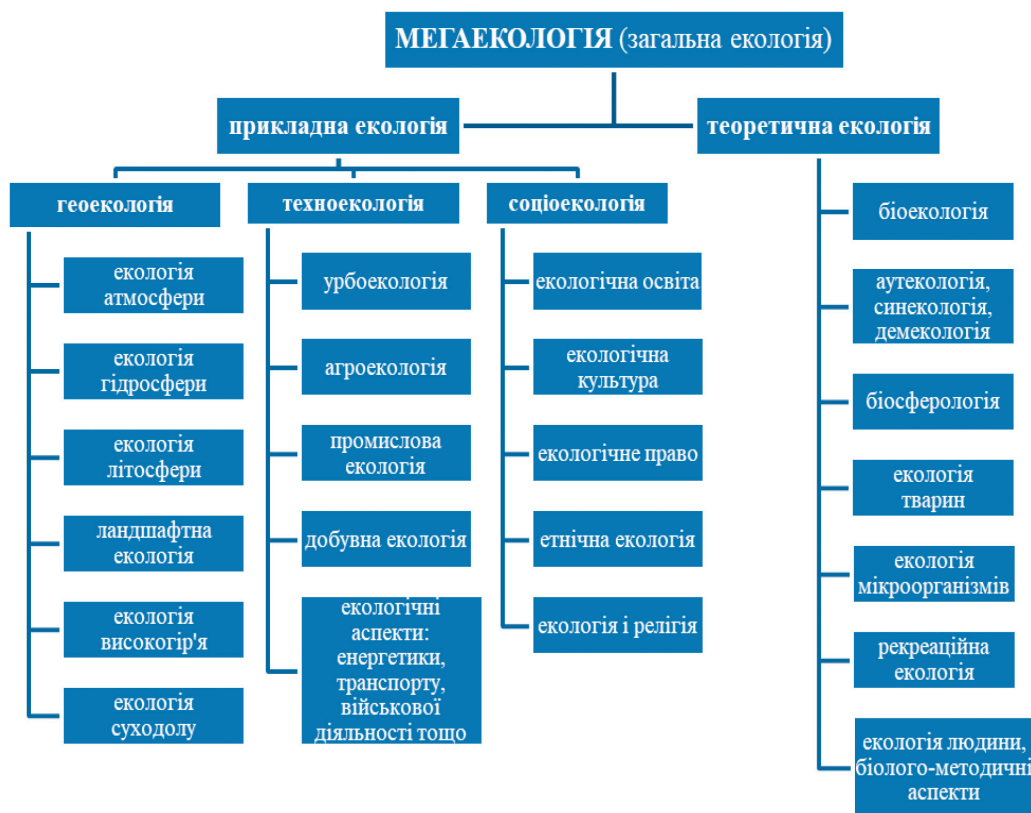 МЕГАЕКОЛОГІЯ (загальна екологія)
прикладна екологія
теоретична екологія
геоекологія
екологія
атмосфери
екологія
гідросфери
екологія
літосфери
ландшафтна
екологія
екологія
високогір'я
екологія
суходолу
техноекологія
урбоекологія
агроекологія
промислова
екологія
добувна екологія
екологічні
аспекти:
енергетики,
транспорту,
військової
діяльності тощо
соціоекологія
екологічна освіта
екологічна
культура
екологічне право
етнічна екологія
екологія і релігія
біоекологія
аутекологія,
синекологія,
демекологія
біосферологія
екологія
тварин
екологія
мікроорганізмів
рекреаційна
екологія
екологія людини,
біолого-методичні
аспекти